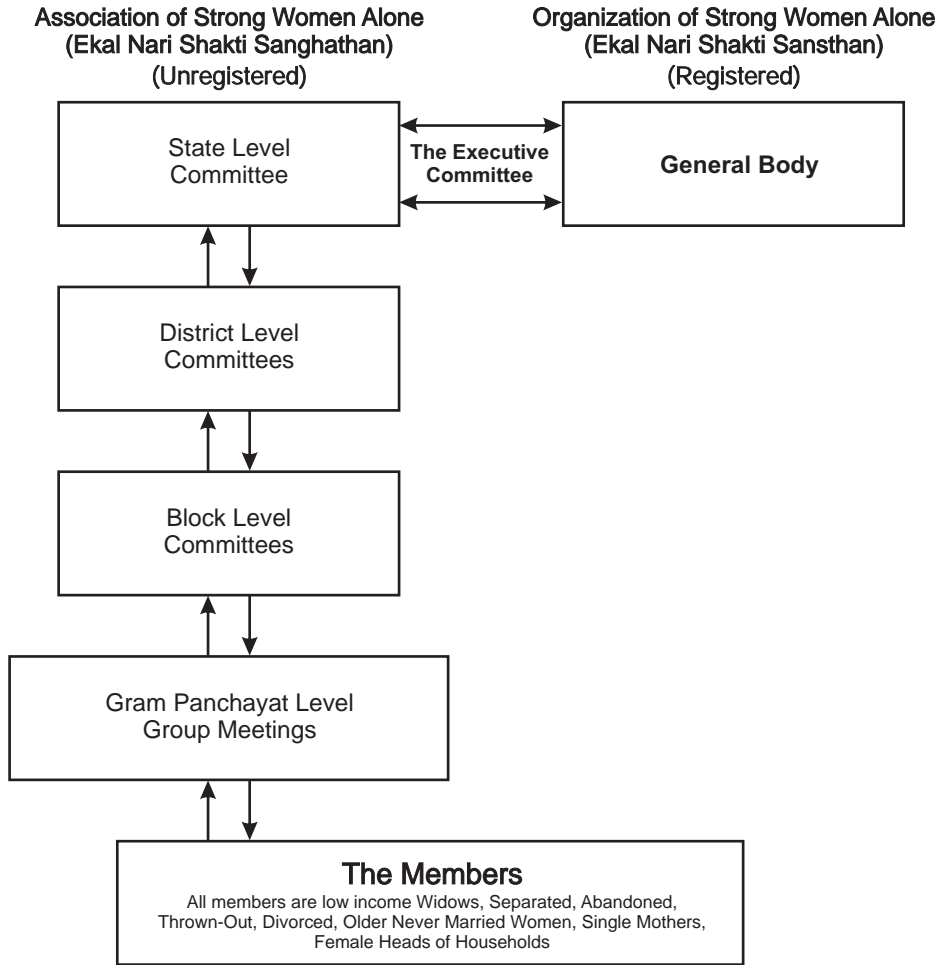 Association of Strong Women Alone
(Ekal Nari Shakti Sanghathan)
(Unregistered)
Organization of Strong Women Alone
(Ekal Nari Shakti Sansthan)
(Registered)
State Level
Committee
The Executive
Committee
General Body
District Level
Committees
Block Level
Committees
Gram Panchayat Level
Group Meetings
The Members
All members are low income Widows, Separated, Abandoned,
Thrown-Out, Divorced, Older Never Married Women, Single Mothers,
Female Heads of Households